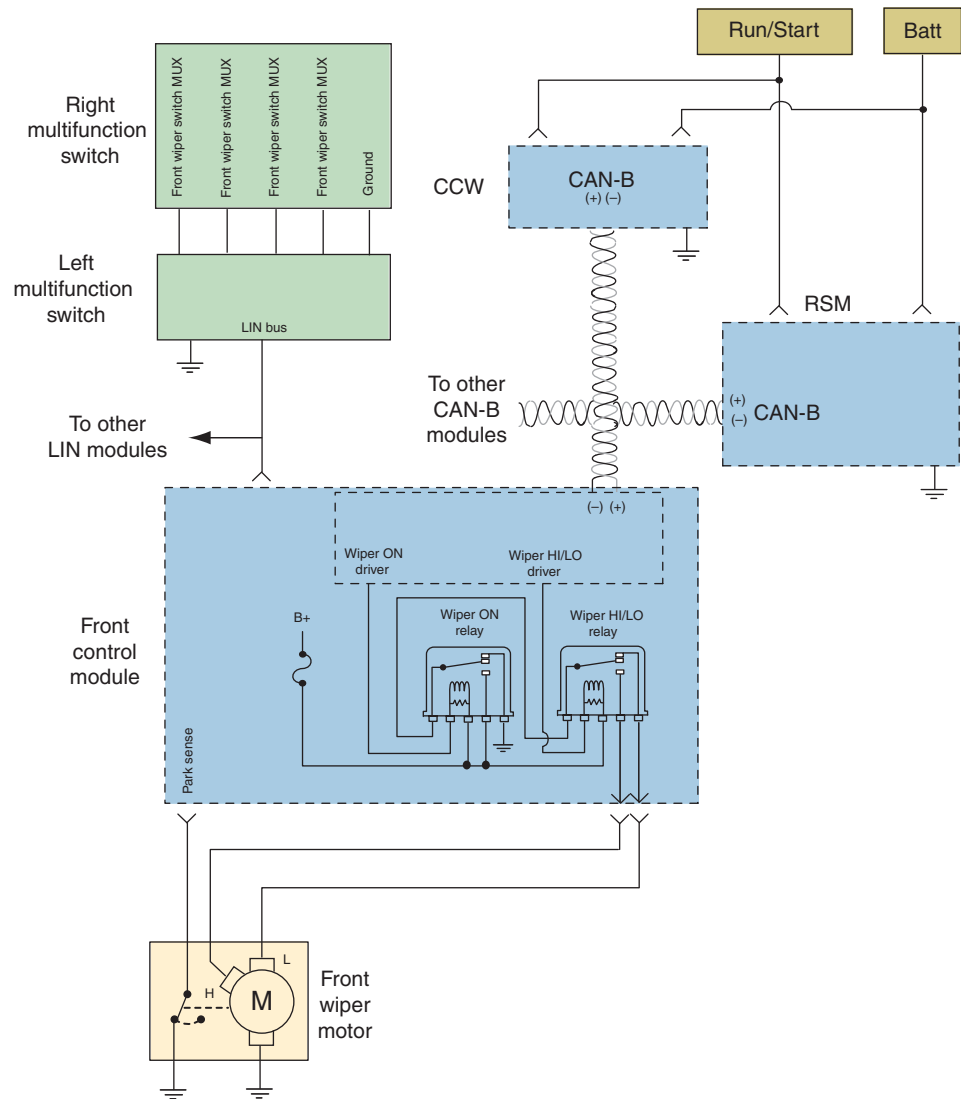 Run/Start
Batt
Right
multifunction
switch
Front wiper switch MUX
Front wiper switch MUX
Front wiper switch MUX
Front wiper switch MUX
Ground
CCW
CAN-B
(+) (–)
Left
multifunction
switch
LIN bus
RSM
To other
CAN-B
modules
(+)
(–)
CAN-B
To other
LIN modules
(–) (+)
Wiper ON
driver
Wiper HI/LO
driver
Front
control
module
B+
Wiper ON
relay
Wiper HI/LO
relay
Park sense
L
H
M
Front
wiper
motor